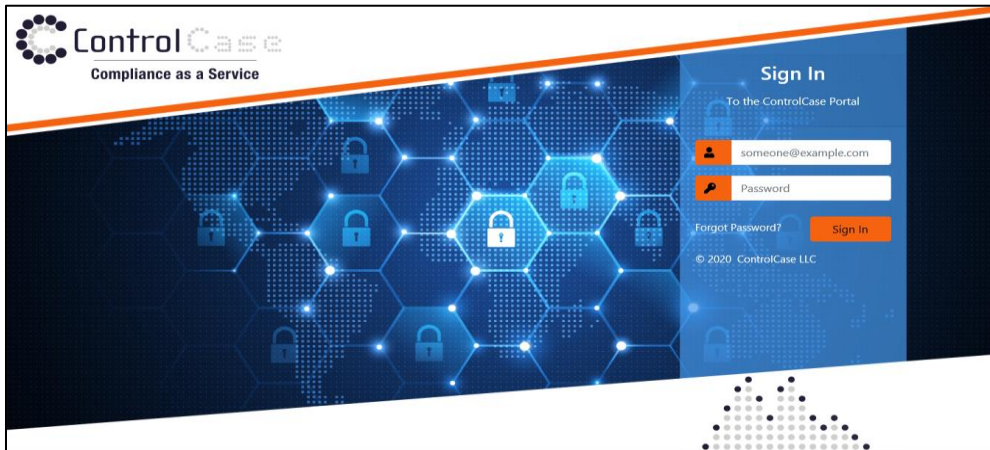 ControlCase
Compliance as a Service
Sign In
To the ControlCase Portal
someone@example.com
Password
Forgot Password?
Sign In
© 2020 ControlCase LLC